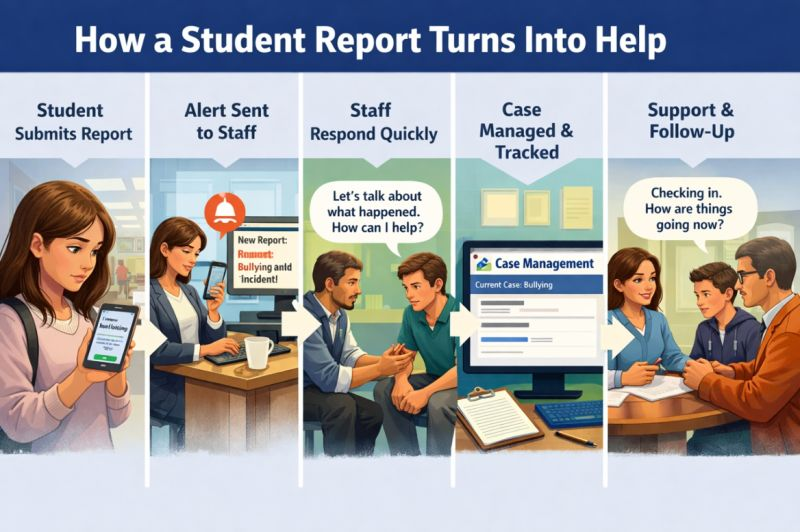 How a Student Report Turns Into Help
Student
Submits Report
Alert Sent
to Staff
Staff
Respond Quickly
Case
Managed &
Tracked
Support &
Follow-Up
New Report:
Bullying and
incident!
Let's talk about
what happened.
How can I help?
Case Management
Current Case: Bullying
Checking in.
How are things
going now?